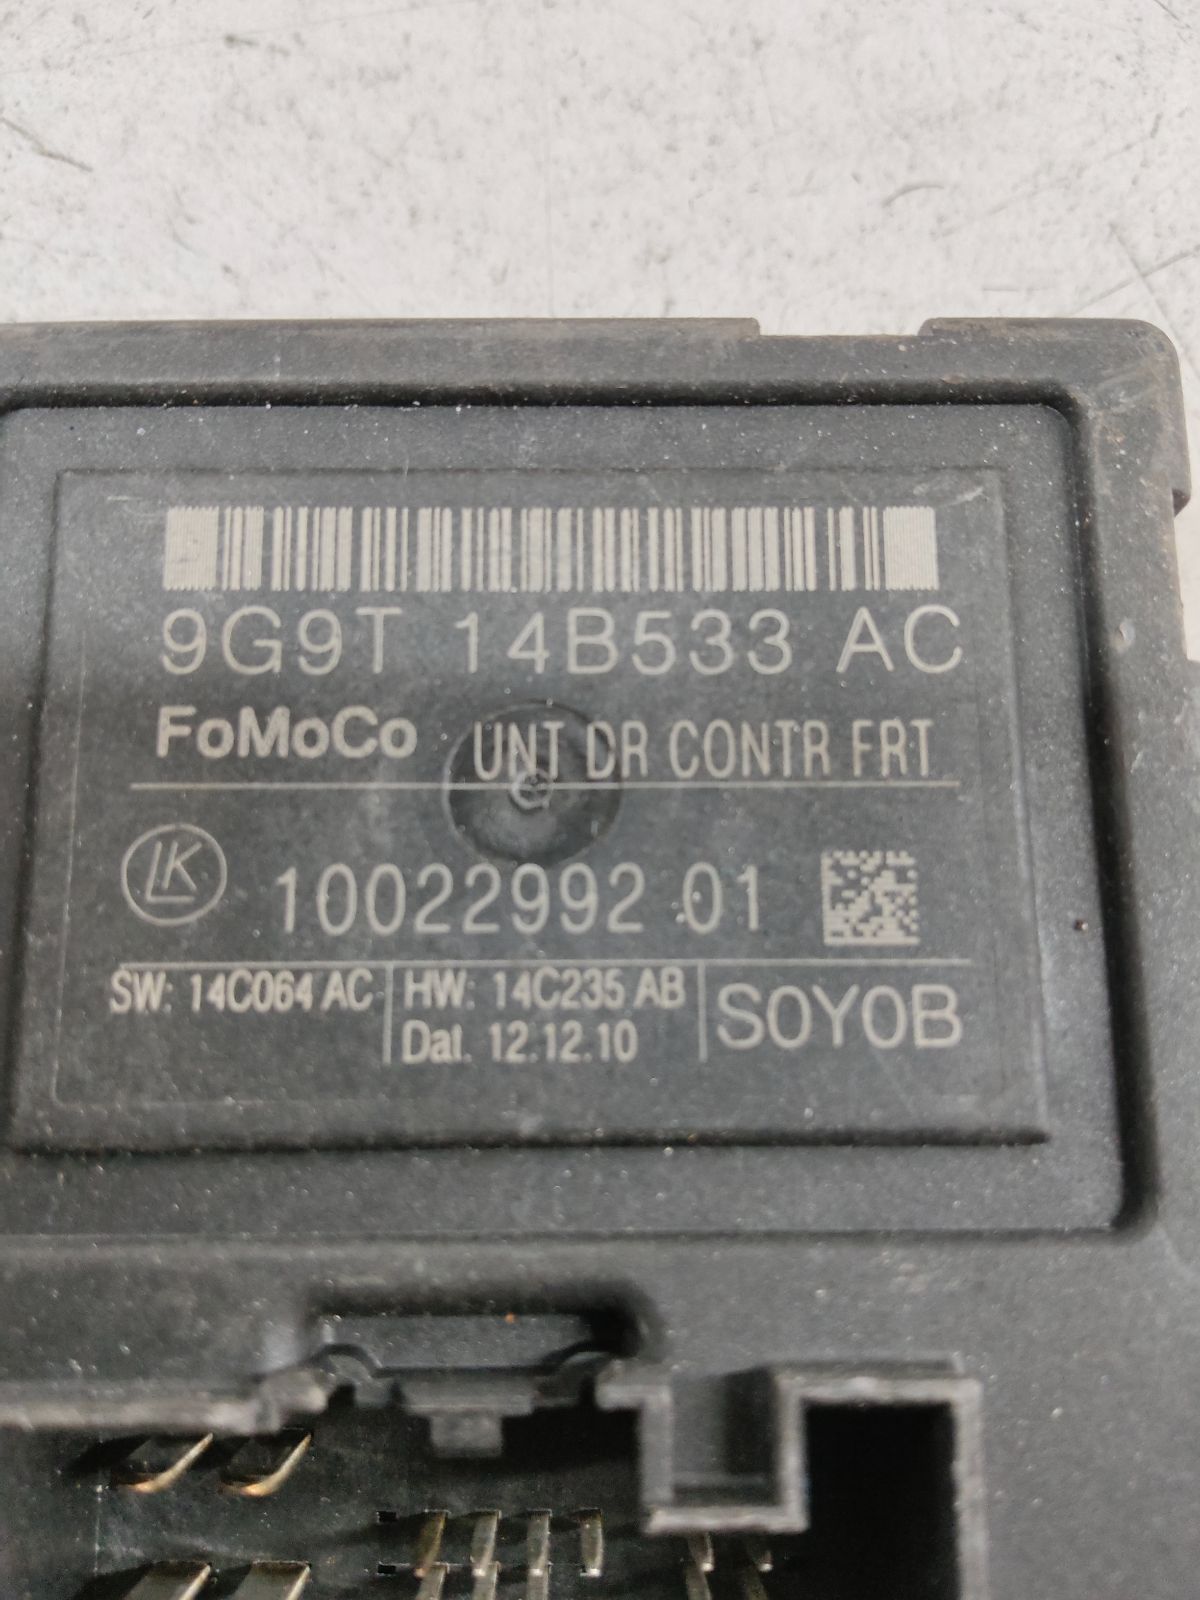 9G9T 14B533 AC
FoMoCo UNT DR CONTR FRT
LK 10022992 01
SW: 14C064 AC HW: 14C235 AB S0Y0B
Dat. 12.12.10